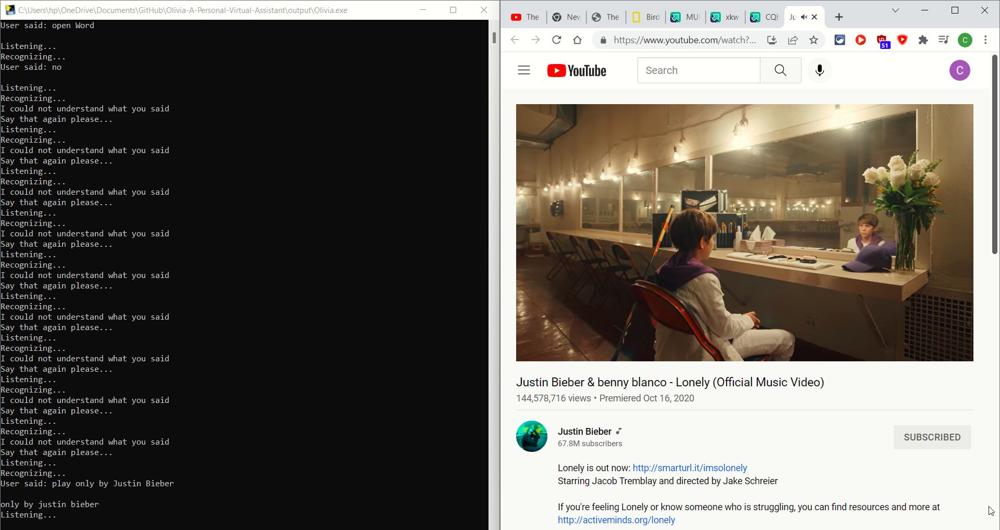 C:\Users\hp\OneDrive\Documents\GitHub\Olivia-A-Personal-Virtual-Assistant\output\Olivia.exe
User said: open Word
Listening...
Recognizing...
User said: no
Listening...
Recognizing...
I could not understand what you said
Say that again please...
Listening...
Recognizing...
I could not understand what you said
Say that again please...
Listening...
Recognizing...
I could not understand what you said
Say that again please...
Listening...
Recognizing...
I could not understand what you said
Say that again please...
Listening...
Recognizing...
I could not understand what you said
Say that again please...
Listening...
Recognizing...
I could not understand what you said
Say that again please...
Listening...
Recognizing...
I could not understand what you said
Say that again please...
Listening...
Recognizing...
I could not understand what you said
Say that again please...
Listening...
Recognizing...
I could not understand what you said
Say that again please...
Listening...
Recognizing...
User said: play only by Justin Bieber
only by justin bieber
Listening...
The
New
The
Bird
MU
xkw
CQ
Ju
https://www.youtube.com/watch?...
51
C
YouTube
Search
C
Justin Bieber & benny blanco - Lonely (Official Music Video)
144,578,716 views • Premiered Oct 16, 2020
Justin Bieber
67.8M subscribers
SUBSCRIBED
Lonely is out now: http://smarturl.it/imsolonely
Starring Jacob Tremblay and directed by Jake Schreier
If you're feeling Lonely or know someone who is struggling, you can find resources and more at
http://activeminds.org/lonely